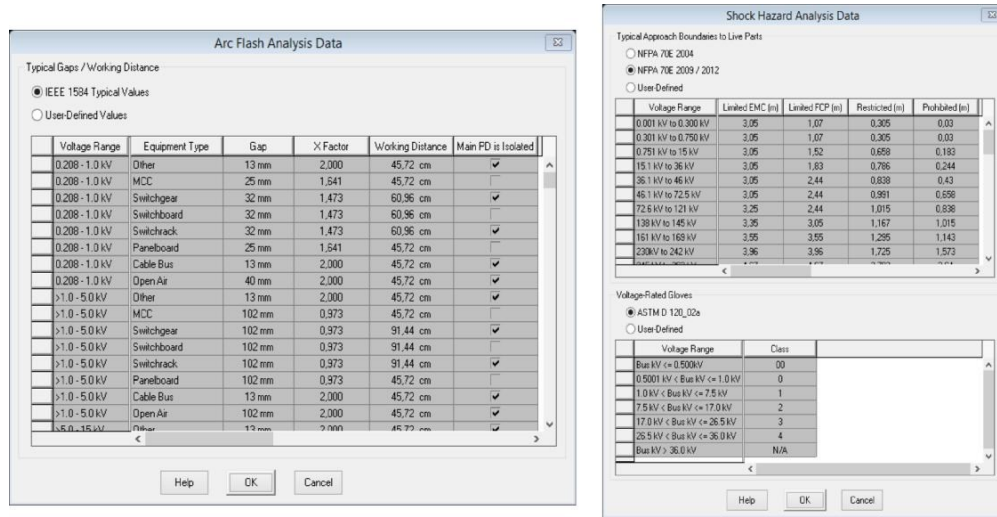 Arc Flash Analysis Data
Typical Gaps / Working Distance
IEEE 1584 Typical Values
User-Defined Values
Voltage Range Equipment Type Gap X Factor Working Distance Main PD is Isolated
0.208 - 1.0 kV Other 13 mm 2,000 45,72 cm
0.208 - 1.0 kV MCC 25 mm 1,641 45,72 cm
0.208 - 1.0 kV Switchgear 32 mm 1,473 60,96 cm
0.208 - 1.0 kV Switchboard 32 mm 1,473 60,96 cm
0.208 - 1.0 kV Switchrack 32 mm 1,473 60,96 cm
0.208 - 1.0 kV Panelboard 25 mm 1,641 45,72 cm
0.208 - 1.0 kV Cable Bus 13 mm 2,000 45,72 cm
0.208 - 1.0 kV Open Air 40 mm 2,000 45,72 cm
>1.0 - 5.0 kV Other 13 mm 2,000 45,72 cm
>1.0 - 5.0 kV MCC 102 mm 0,973 45,72 cm
>1.0 - 5.0 kV Switchgear 102 mm 0,973 91,44 cm
>1.0 - 5.0 kV Switchboard 102 mm 0,973 91,44 cm
>1.0 - 5.0 kV Switchrack 102 mm 0,973 91,44 cm
>1.0 - 5.0 kV Panelboard 102 mm 0,973 45,72 cm
>1.0 - 5.0 kV Cable Bus 13 mm 2,000 45,72 cm
>1.0 - 5.0 kV Open Air 102 mm 2,000 45,72 cm
>5.0 - 15 kV Other 13 mm 2,000 45,72 cm
Help OK Cancel
Shock Hazard Analysis Data
Typical Approach Boundaries to Live Parts
NFPA 70E 2004
NFPA 70E 2009 / 2012
User-Defined
Voltage Range Limited EMC (m) Limited FCP (m) Restricted (m) Prohibited (m)
0.001 kV to 0.300 kV 3,05 1,07 0,305 0,03
0.301 kV to 0.750 kV 3,05 1,07 0,305 0,03
0.751 kV to 15 kV 3,05 1,52 0,658 0,183
15.1 kV to 36 kV 3,05 1,83 0,786 0,244
36.1 kV to 46 kV 3,05 2,44 0,838 0,43
46.1 kV to 72.5 kV 3,05 2,44 0,991 0,658
72.6 kV to 121 kV 3,25 2,44 1,015 0,838
138 kV to 145 kV 3,35 3,05 1,167 1,015
161 kV to 169 kV 3,55 3,55 1,295 1,143
230kV to 242 kV 3,96 3,96 1,725 1,573
Voltage-Rated Gloves
ASTM D 120_02a
User-Defined
Voltage Range Class
Bus kV <= 0.500kV 00
0.5001 kV < Bus kV <= 1.0 kV 0
1.0 kV < Bus kV <= 7.5 kV 1
7.5 kV < Bus kV <= 17.0 kV 2
17.0 kV < Bus kV <= 26.5 kV 3
26.5 kV < Bus kV <= 36.0 kV 4
Bus kV > 36.0 kV N/A
Help OK Cancel